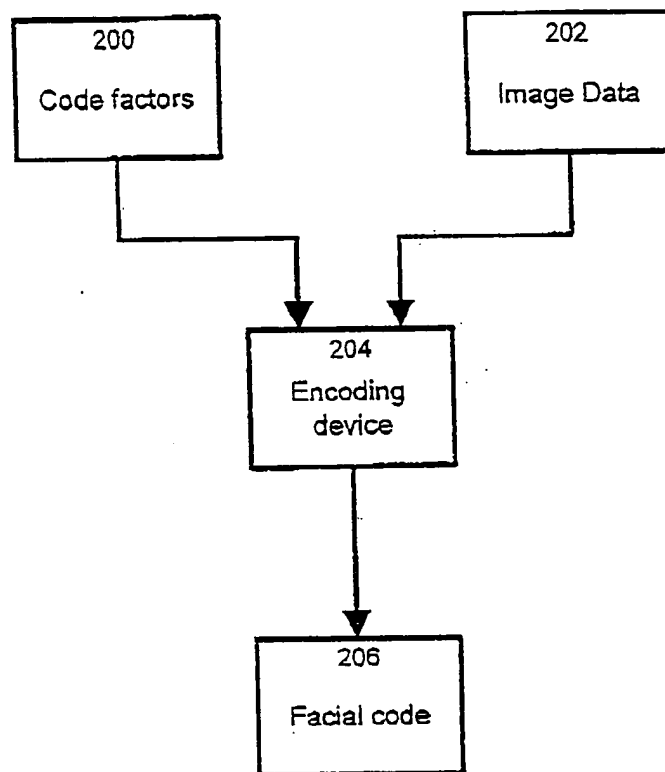 200
Code factors
202
Image Data
204
Encoding
device
206
Facial code